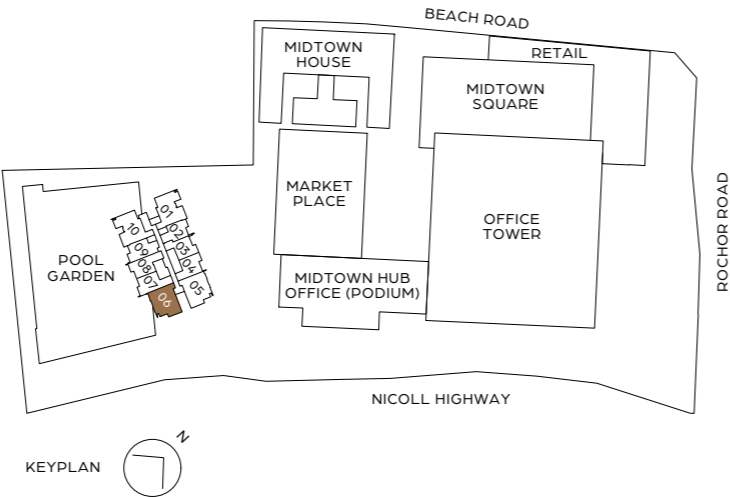 BEACH ROAD
MIDTOWN
HOUSE
RETAIL
MIDTOWN
SQUARE
MARKET
PLACE
OFFICE
TOWER
ROCHOR ROAD
POOL
GARDEN
01
02
03
04
05
10
09
08
07
06
MIDTOWN HUB
OFFICE (PODIUM)
NICOLL HIGHWAY
KEYPLAN
N